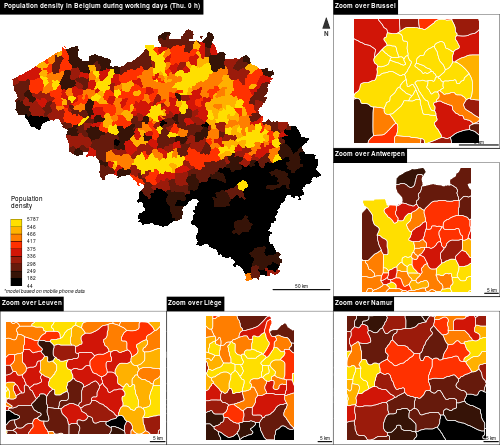 Population density in Belgium during working days (Thu. 0 h)
N
Population
density
5787
546
466
417
375
336
298
249
182
44
*model based on mobile phone data
50 km
Zoom over Brussel
Zoom over Antwerpen
5 km
Zoom over Leuven
5 km
Zoom over Liège
5 km
Zoom over Namur
5 km